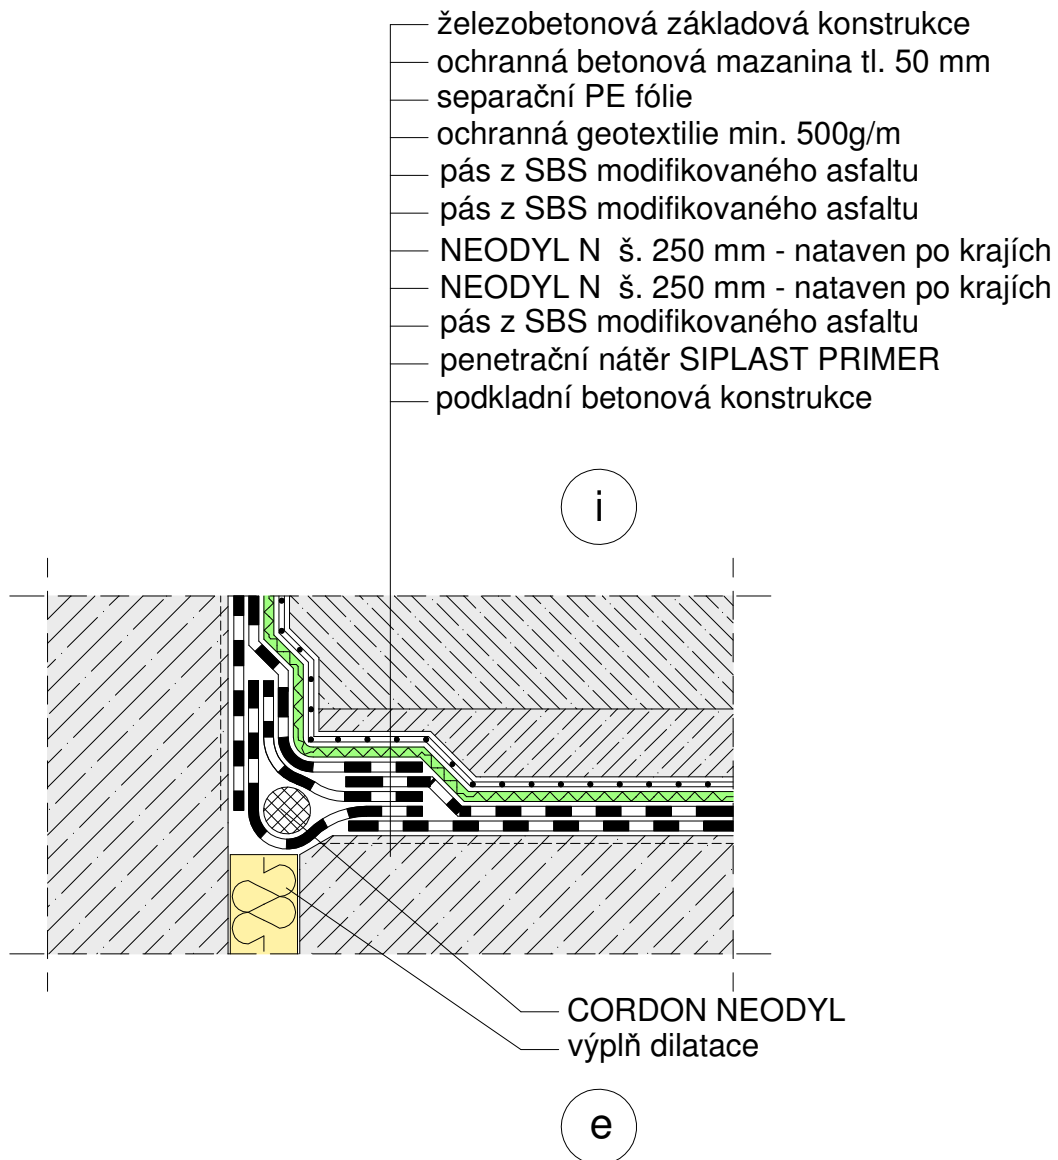 železobetonová základová konstrukce
ochranná betonová mazanina tl. 50 mm
separační PE fólie
ochranná geotextilie min. 500g/m
pás z SBS modifikovaného asfaltu
pás z SBS modifikovaného asfaltu
NEODYL N š. 250 mm - nataven po krajích
NEODYL N š. 250 mm - nataven po krajích
pás z SBS modifikovaného asfaltu
penetrační nátěr SIPLAST PRIMER
podkladní betonová konstrukce
i
CORDON NEODYL
výplň dilatace
e